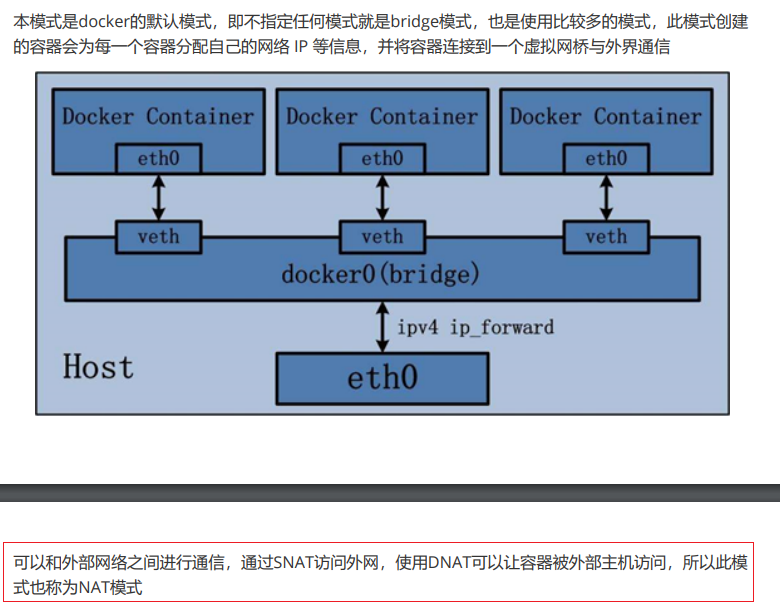 本模式是docker的默认模式，即不指定任何模式就是bridge模式，也是使用比较多的模式，此模式创建
的容器会为每一个容器分配自己的网络 IP 等信息，并将容器连接到一个虚拟网桥与外界通信
Docker Container
Docker Container
Docker Container
eth0
eth0
eth0
veth
veth
veth
docker0(bridge)
ipv4 ip_forward
Host
eth0
可以和外部网络之间进行通信，通过SNAT访问外网，使用DNAT可以让容器被外部主机访问，所以此模
式也称为NAT模式